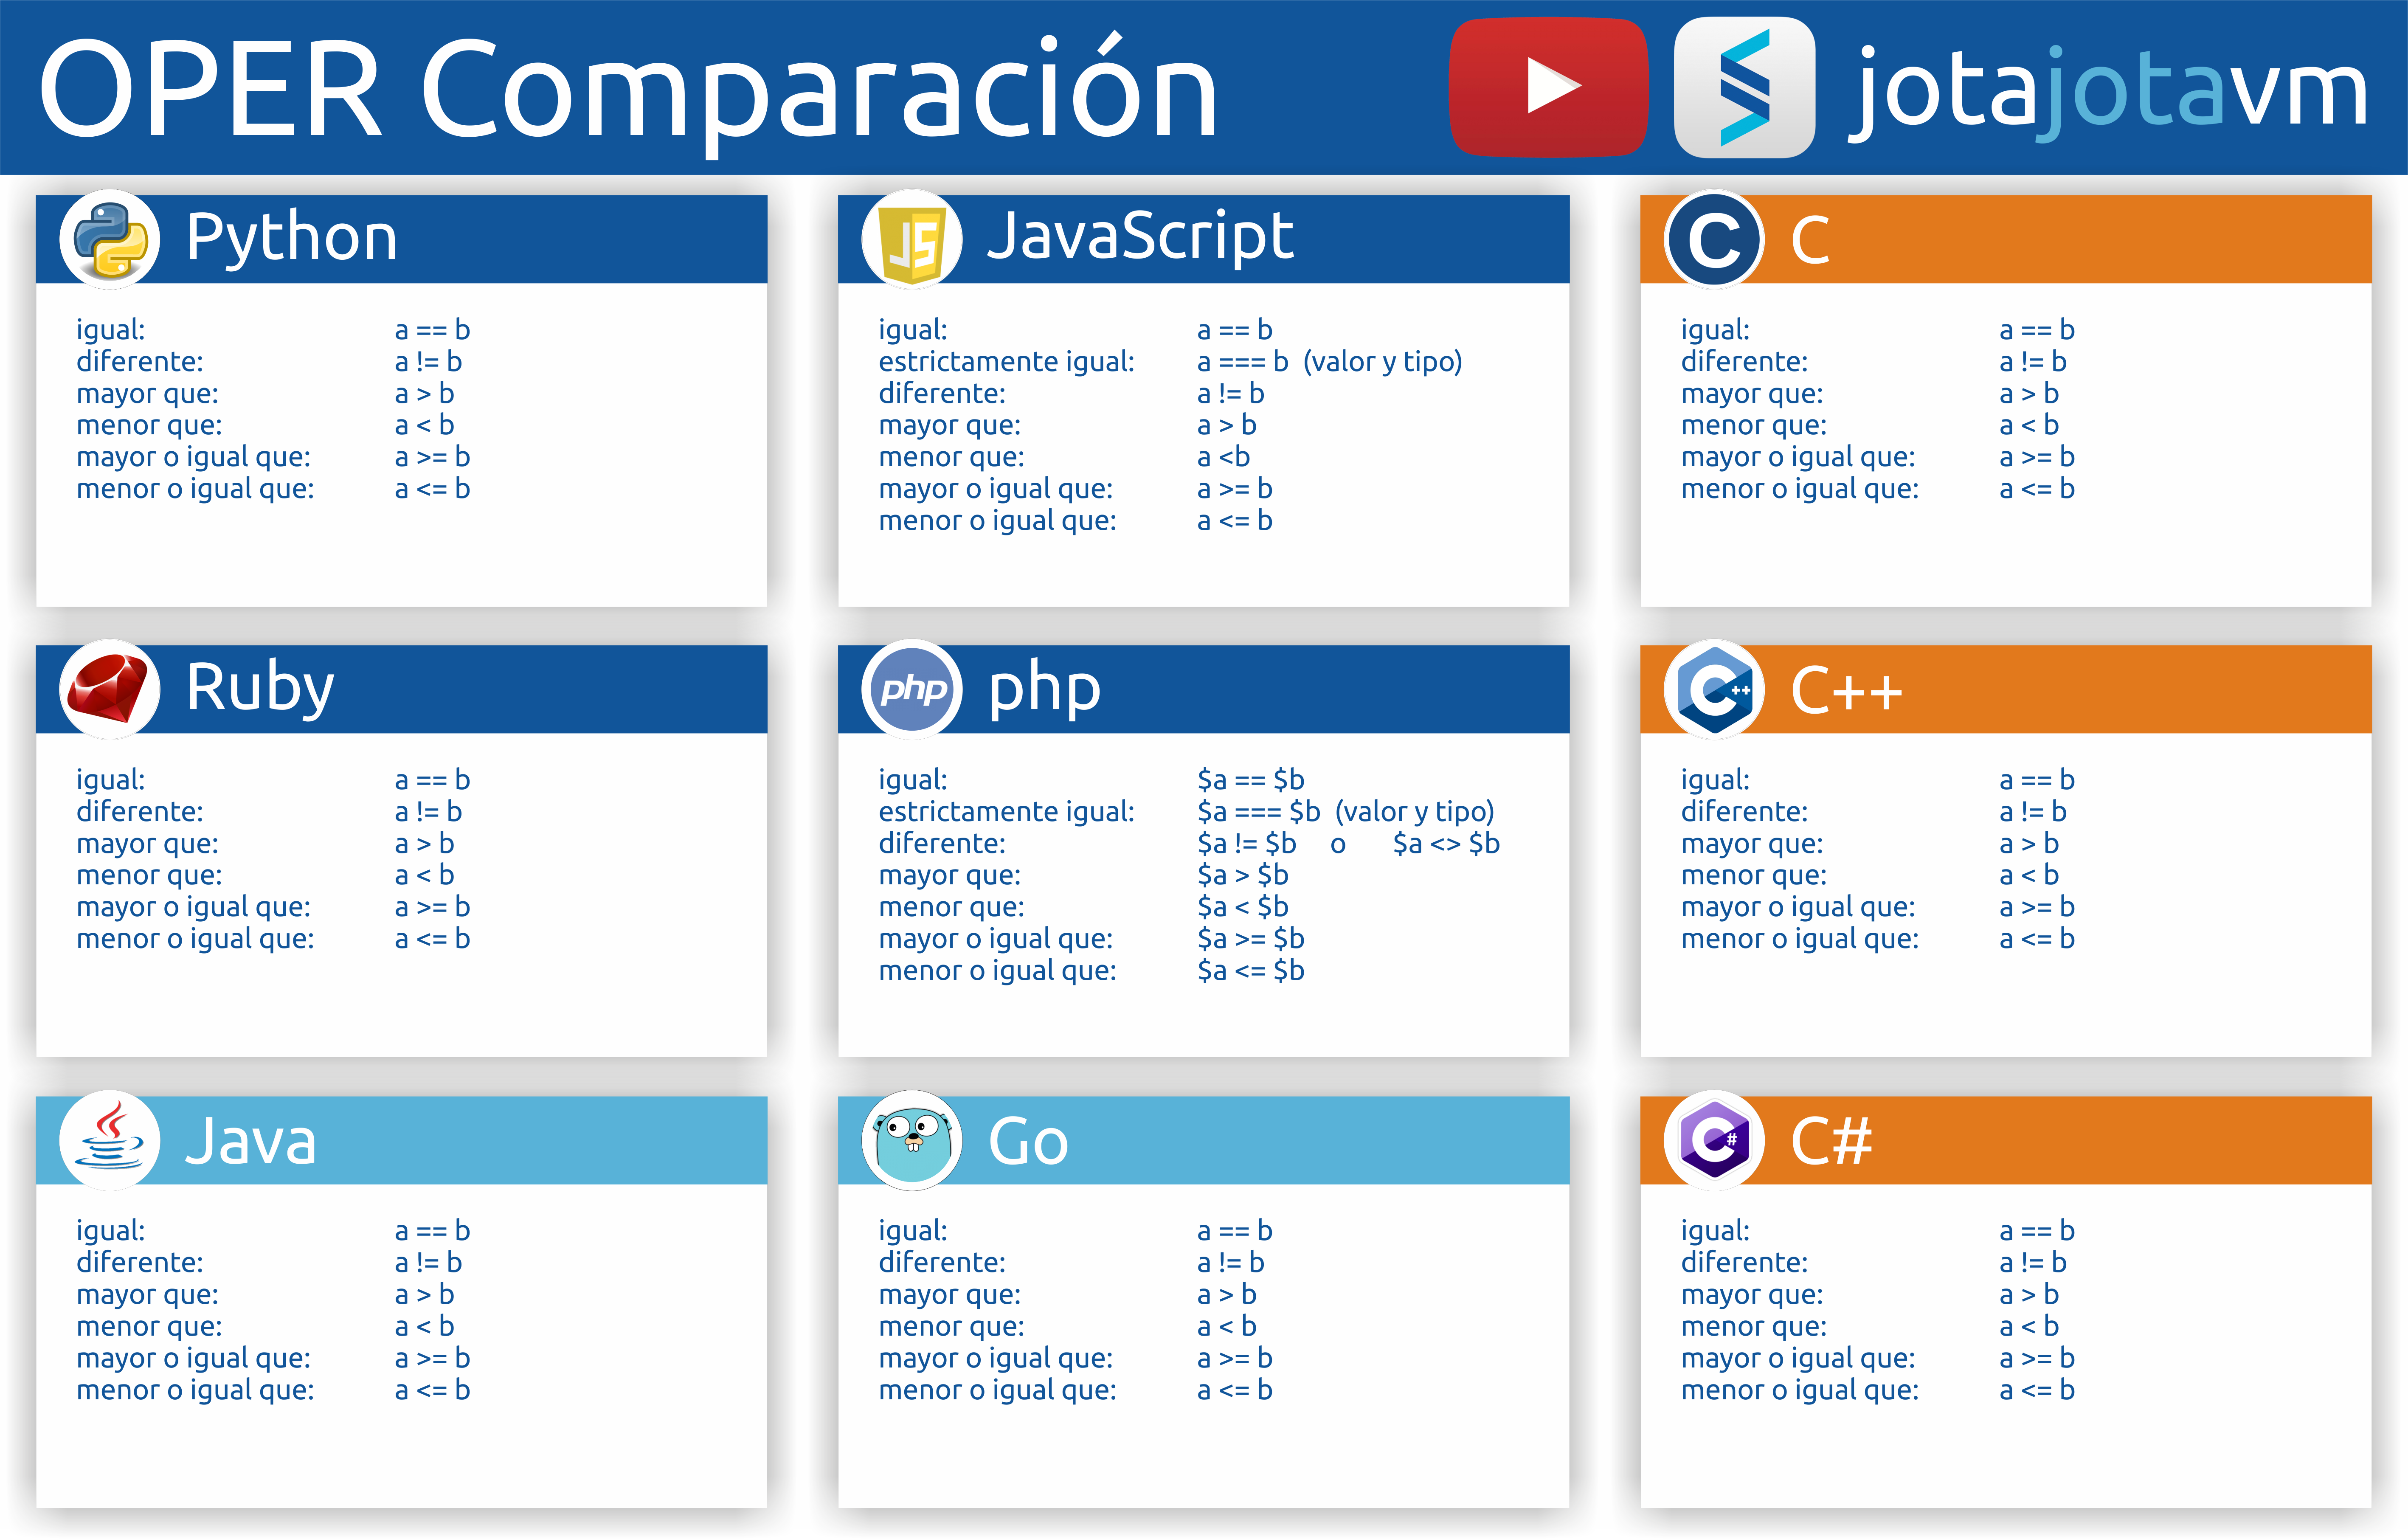 OPER Comparación
jotajotavm
Python
igual: a == b
diferente: a != b
mayor que: a > b
menor que: a < b
mayor o igual que: a >= b
menor o igual que: a <= b
JS JavaScript
igual: a == b
estrictamente igual: a === b (valor y tipo)
diferente: a != b
mayor que: a > b
menor que: a <b
mayor o igual que: a >= b
menor o igual que: a <= b
C C
igual: a == b
diferente: a != b
mayor que: a > b
menor que: a < b
mayor o igual que: a >= b
menor o igual que: a <= b
Ruby
igual: a == b
diferente: a != b
mayor que: a > b
menor que: a < b
mayor o igual que: a >= b
menor o igual que: a <= b
php php
igual: $a == $b
estrictamente igual: $a === $b (valor y tipo)
diferente: $a != $b o $a <> $b
mayor que: $a > $b
menor que: $a < $b
mayor o igual que: $a >= $b
menor o igual que: $a <= $b
C++ C++
igual: a == b
diferente: a != b
mayor que: a > b
menor que: a < b
mayor o igual que: a >= b
menor o igual que: a <= b
Java
igual: a == b
diferente: a != b
mayor que: a > b
menor que: a < b
mayor o igual que: a >= b
menor o igual que: a <= b
Go
igual: a == b
diferente: a != b
mayor que: a > b
menor que: a < b
mayor o igual que: a >= b
menor o igual que: a <= b
C# C#
igual: a == b
diferente: a != b
mayor que: a > b
menor que: a < b
mayor o igual que: a >= b
menor o igual que: a <= b